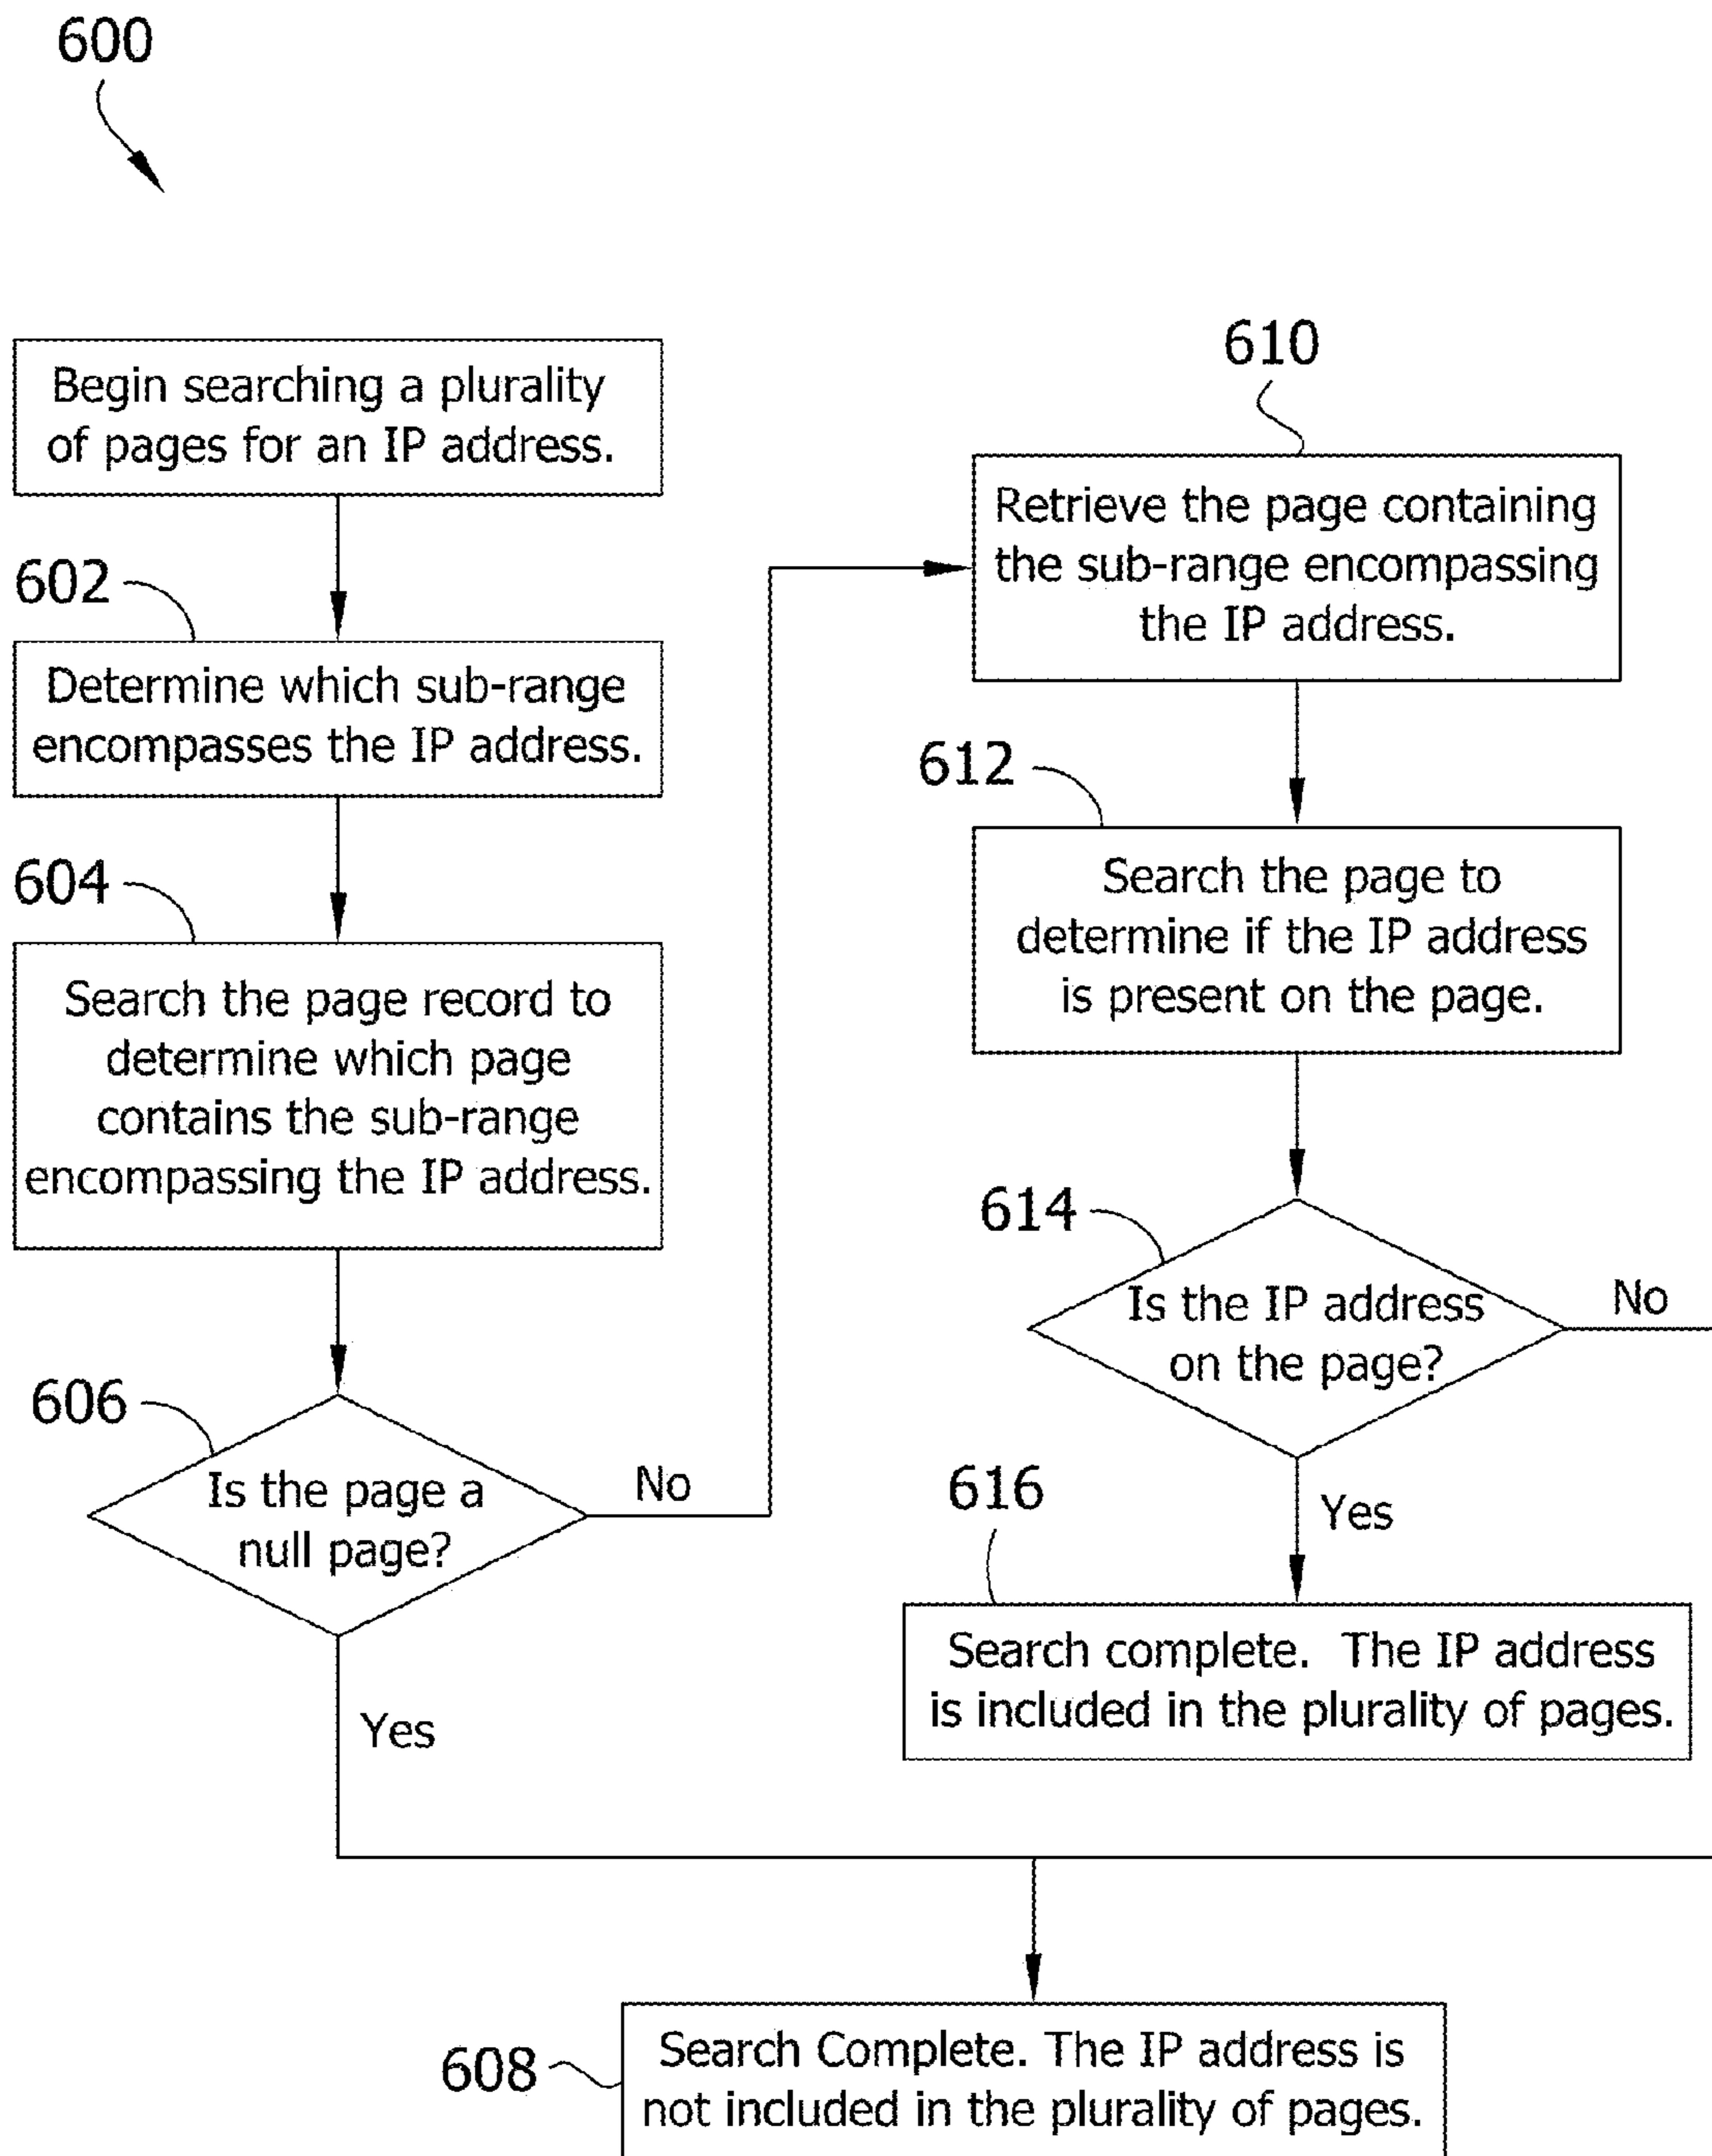 600
Begin searching a plurality
of pages for an IP address.
602
Determine which sub-range
encompasses the IP address.
604
Search the page record to
determine which page
contains the sub-range
encompassing the IP address.
606
Is the page a
null page?
No
Yes
610
Retrieve the page containing
the sub-range encompassing
the IP address.
612
Search the page to
determine if the IP address
is present on the page.
614
Is the IP address
on the page?
No
Yes
616
Search complete. The IP address
is included in the plurality of pages.
608
Search Complete. The IP address is
not included in the plurality of pages.